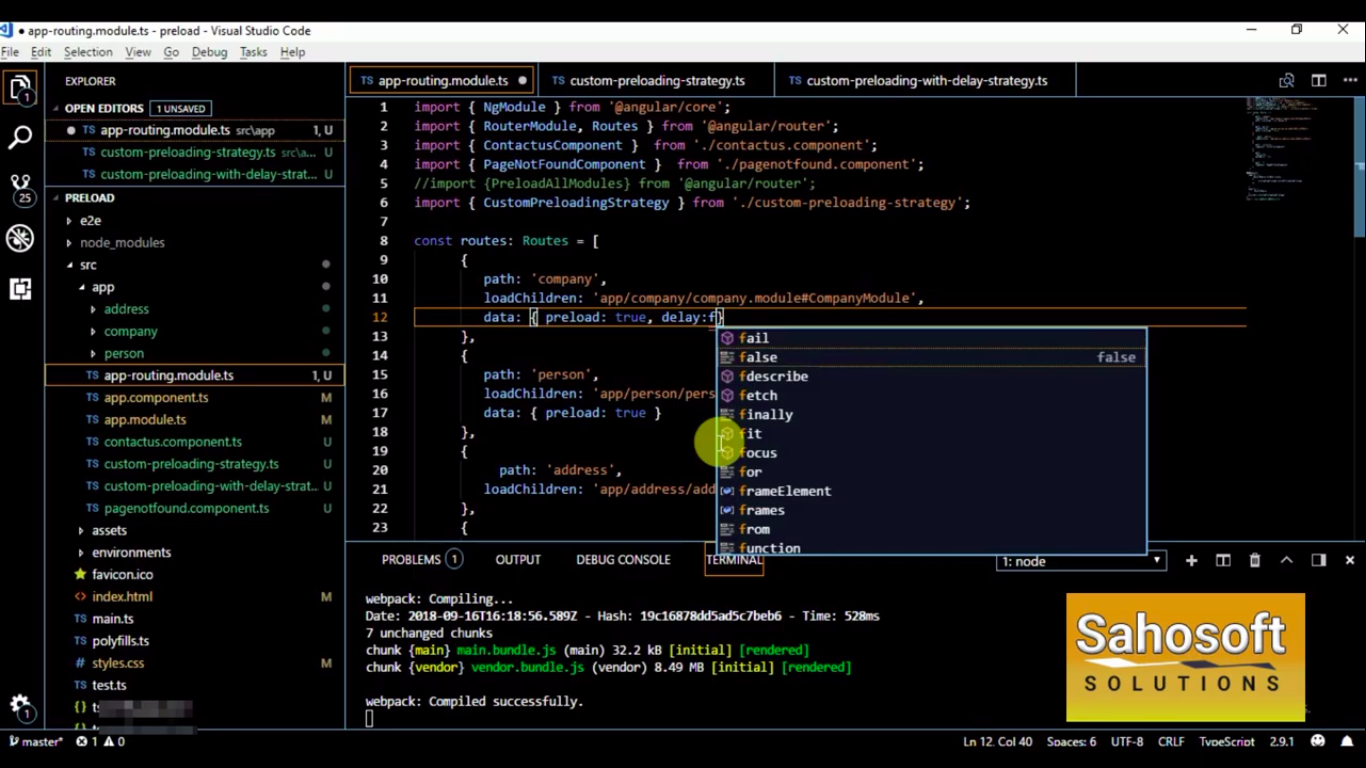 app-routing.module.ts - preload - Visual Studio Code
File Edit Selection View Go Debug Tasks Help
EXPLORER
OPEN EDITORS 1 UNSAVED
TS app-routing.module.ts src\app 1, U
TS custom-preloading-strategy.ts src\a... U
TS custom-preloading-with-delay-strat... U
PRELOAD
e2e
node_modules
src
app
address
company
person
TS app-routing.module.ts 1, U
TS app.component.ts M
TS app.module.ts M
TS contactus.component.ts U
TS custom-preloading-strategy.ts U
TS custom-preloading-with-delay-strat... U
TS pagenotfound.component.ts U
assets
environments
favicon.ico
<> index.html M
TS main.ts
TS polyfills.ts
# styles.css M
TS test.ts
1
25
1
TS app-routing.module.ts TS custom-preloading-strategy.ts TS custom-preloading-with-delay-strategy.ts
1 import { NgModule } from '@angular/core';
2 import { RouterModule, Routes } from '@angular/router';
3 import { ContactusComponent } from './contactus.component';
4 import { PageNotFoundComponent } from './pagenotfound.component';
5 //import {PreloadAllModules} from '@angular/router';
6 import { CustomPreloadingStrategy } from './custom-preloading-strategy';
7
8 const routes: Routes = [
9 {
10 path: 'company',
11 loadChildren: 'app/company/company.module#CompanyModule',
12 data: { preload: true, delay:f}
13 },
14 {
15 path: 'person',
16 loadChildren: 'app/person/pers
17 data: { preload: true }
18 },
19 {
20 path: 'address',
21 loadChildren: 'app/address/add
22 },
23 {
fail
false false
fdescribe
fetch
finally
fit
focus
for
frameElement
frames
from
function
PROBLEMS 1 OUTPUT DEBUG CONSOLE TERMINAL 1: node
webpack: Compiling...
Date: 2018-09-16T16:18:56.589Z - Hash: 19c16878dd5ad5c7beb6 - Time: 528ms
7 unchanged chunks
chunk {main} main.bundle.js (main) 32.2 kB [initial] [rendered]
chunk {vendor} vendor.bundle.js (vendor) 8.49 MB [initial] [rendered]
webpack: Compiled successfully.
Sahosoft
SOLUTIONS
master* 1 0 Ln 12, Col 40 Spaces: 6 UTF-8 CRLF TypeScript 2.9.1